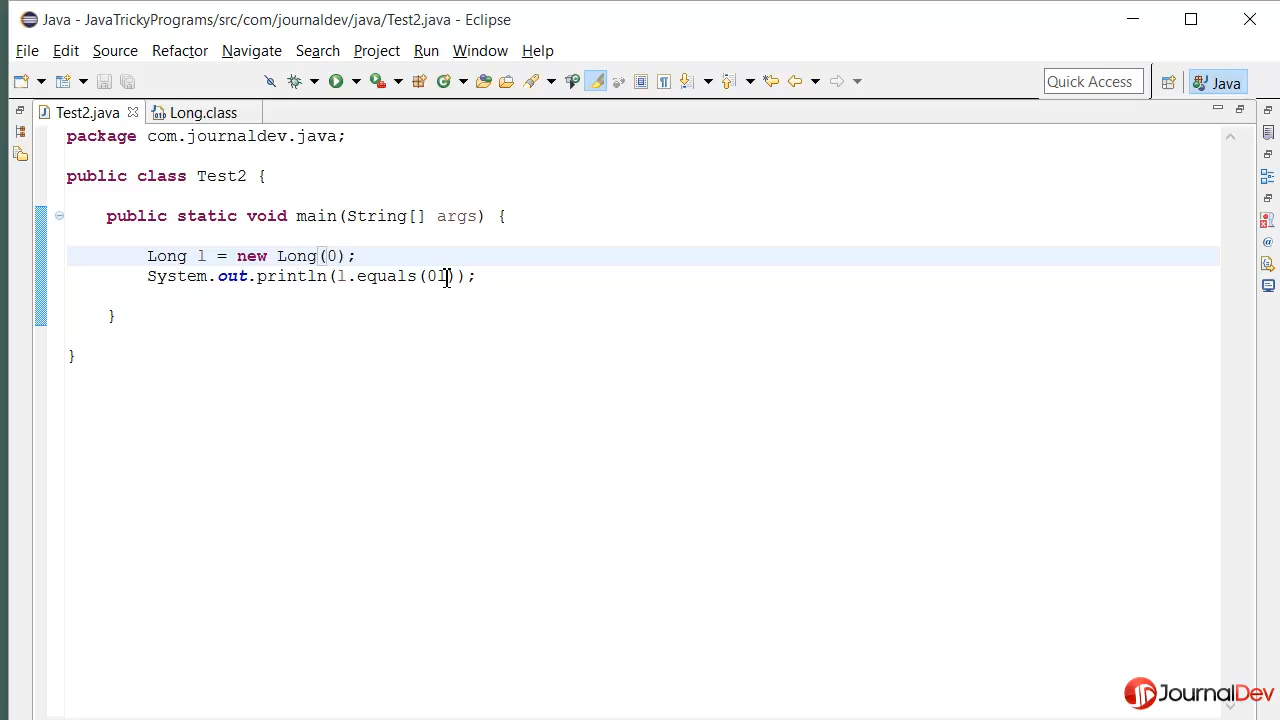 Java - JavaTrickyPrograms/src/com/journaldev/java/Test2.java - Eclipse
File Edit Source Refactor Navigate Search Project Run Window Help
Quick Access Java
Test2.java Long.class
package com.journaldev.java;
public class Test2 {
public static void main(String[] args) {
Long l = new Long(0);
System.out.println(l.equals(0l));
}
}
JournalDev